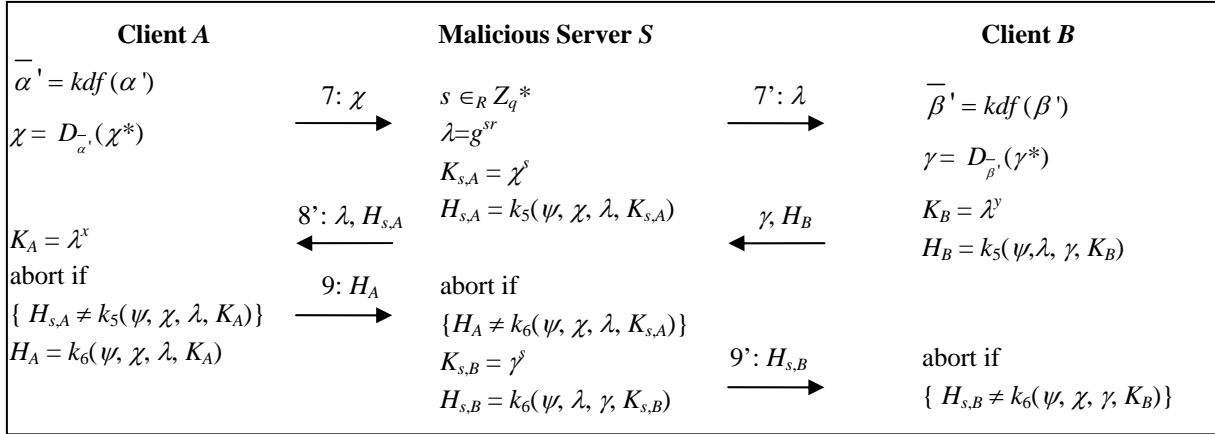 Client A
Malicious Server S
Client B
α̅' = kdf(α')
χ = D_α̅'(χ*)
7: χ
s ∈_R Z_q*
λ=g^sr
K_s,A = χ^s
H_s,A = k₅(ψ, χ, λ, K_s,A)
7': λ
β̅' = kdf(β')
γ = D_β̅'(γ*)
K_B = λ^y
H_B = k₅(ψ,λ, γ, K_B)
8': λ, H_s,A
γ, H_B
K_A = λ^x
abort if
{ H_s,A ≠ k₅(ψ, χ, λ, K_A)}
H_A = k₆(ψ, χ, λ, K_A)
9: H_A
abort if
{H_A ≠ k₆(ψ, χ, λ, K_s,A)}
K_s,B = γ^s
H_s,B = k₆(ψ, λ, γ, K_s,B)
9': H_s,B
abort if
{ H_s,B ≠ k₆(ψ, χ, γ, K_B)}